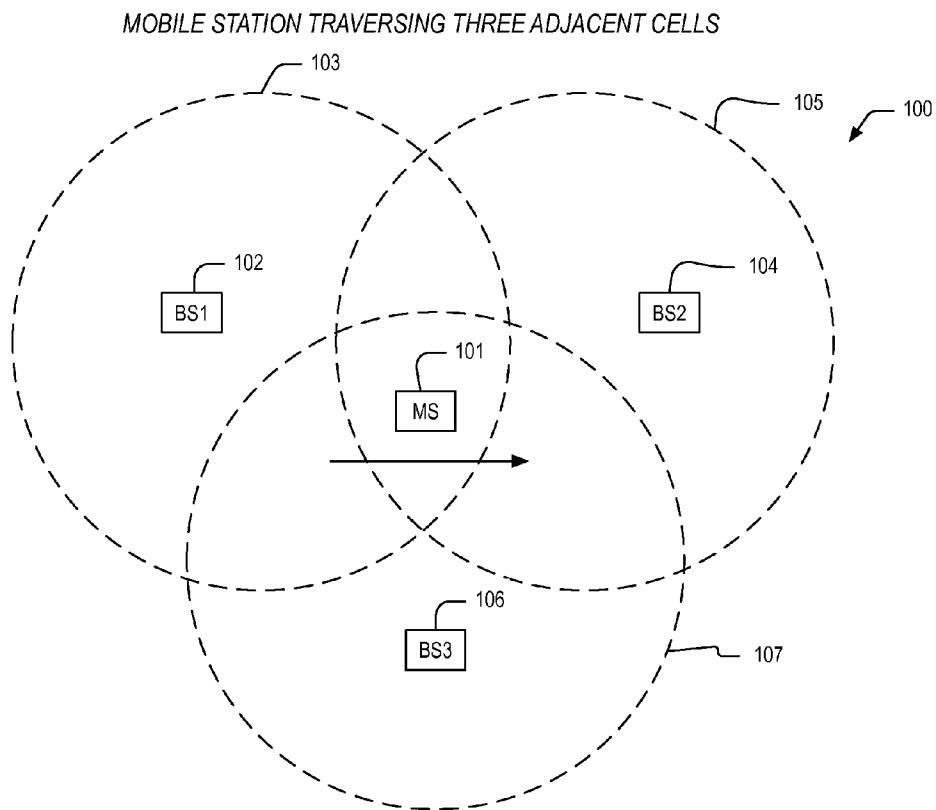 MOBILE STATION TRAVERSING THREE ADJACENT CELLS
103
105
100
102
104
BS1
BS2
101
MS
106
BS3
107